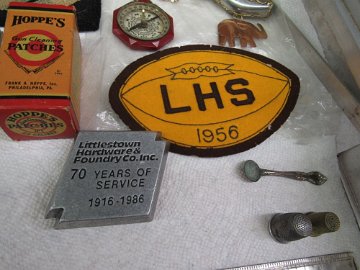 HOPPE'S
Gun Cleaning
PATCHES
FRANK A. HOPPE, Inc.
PHILADELPHIA, PA.
HOPPE'S
PATCHES
LHS
1956
Littlestown
Hardware &
Foundry Co. Inc.
70 YEARS OF
SERVICE
1916-1986